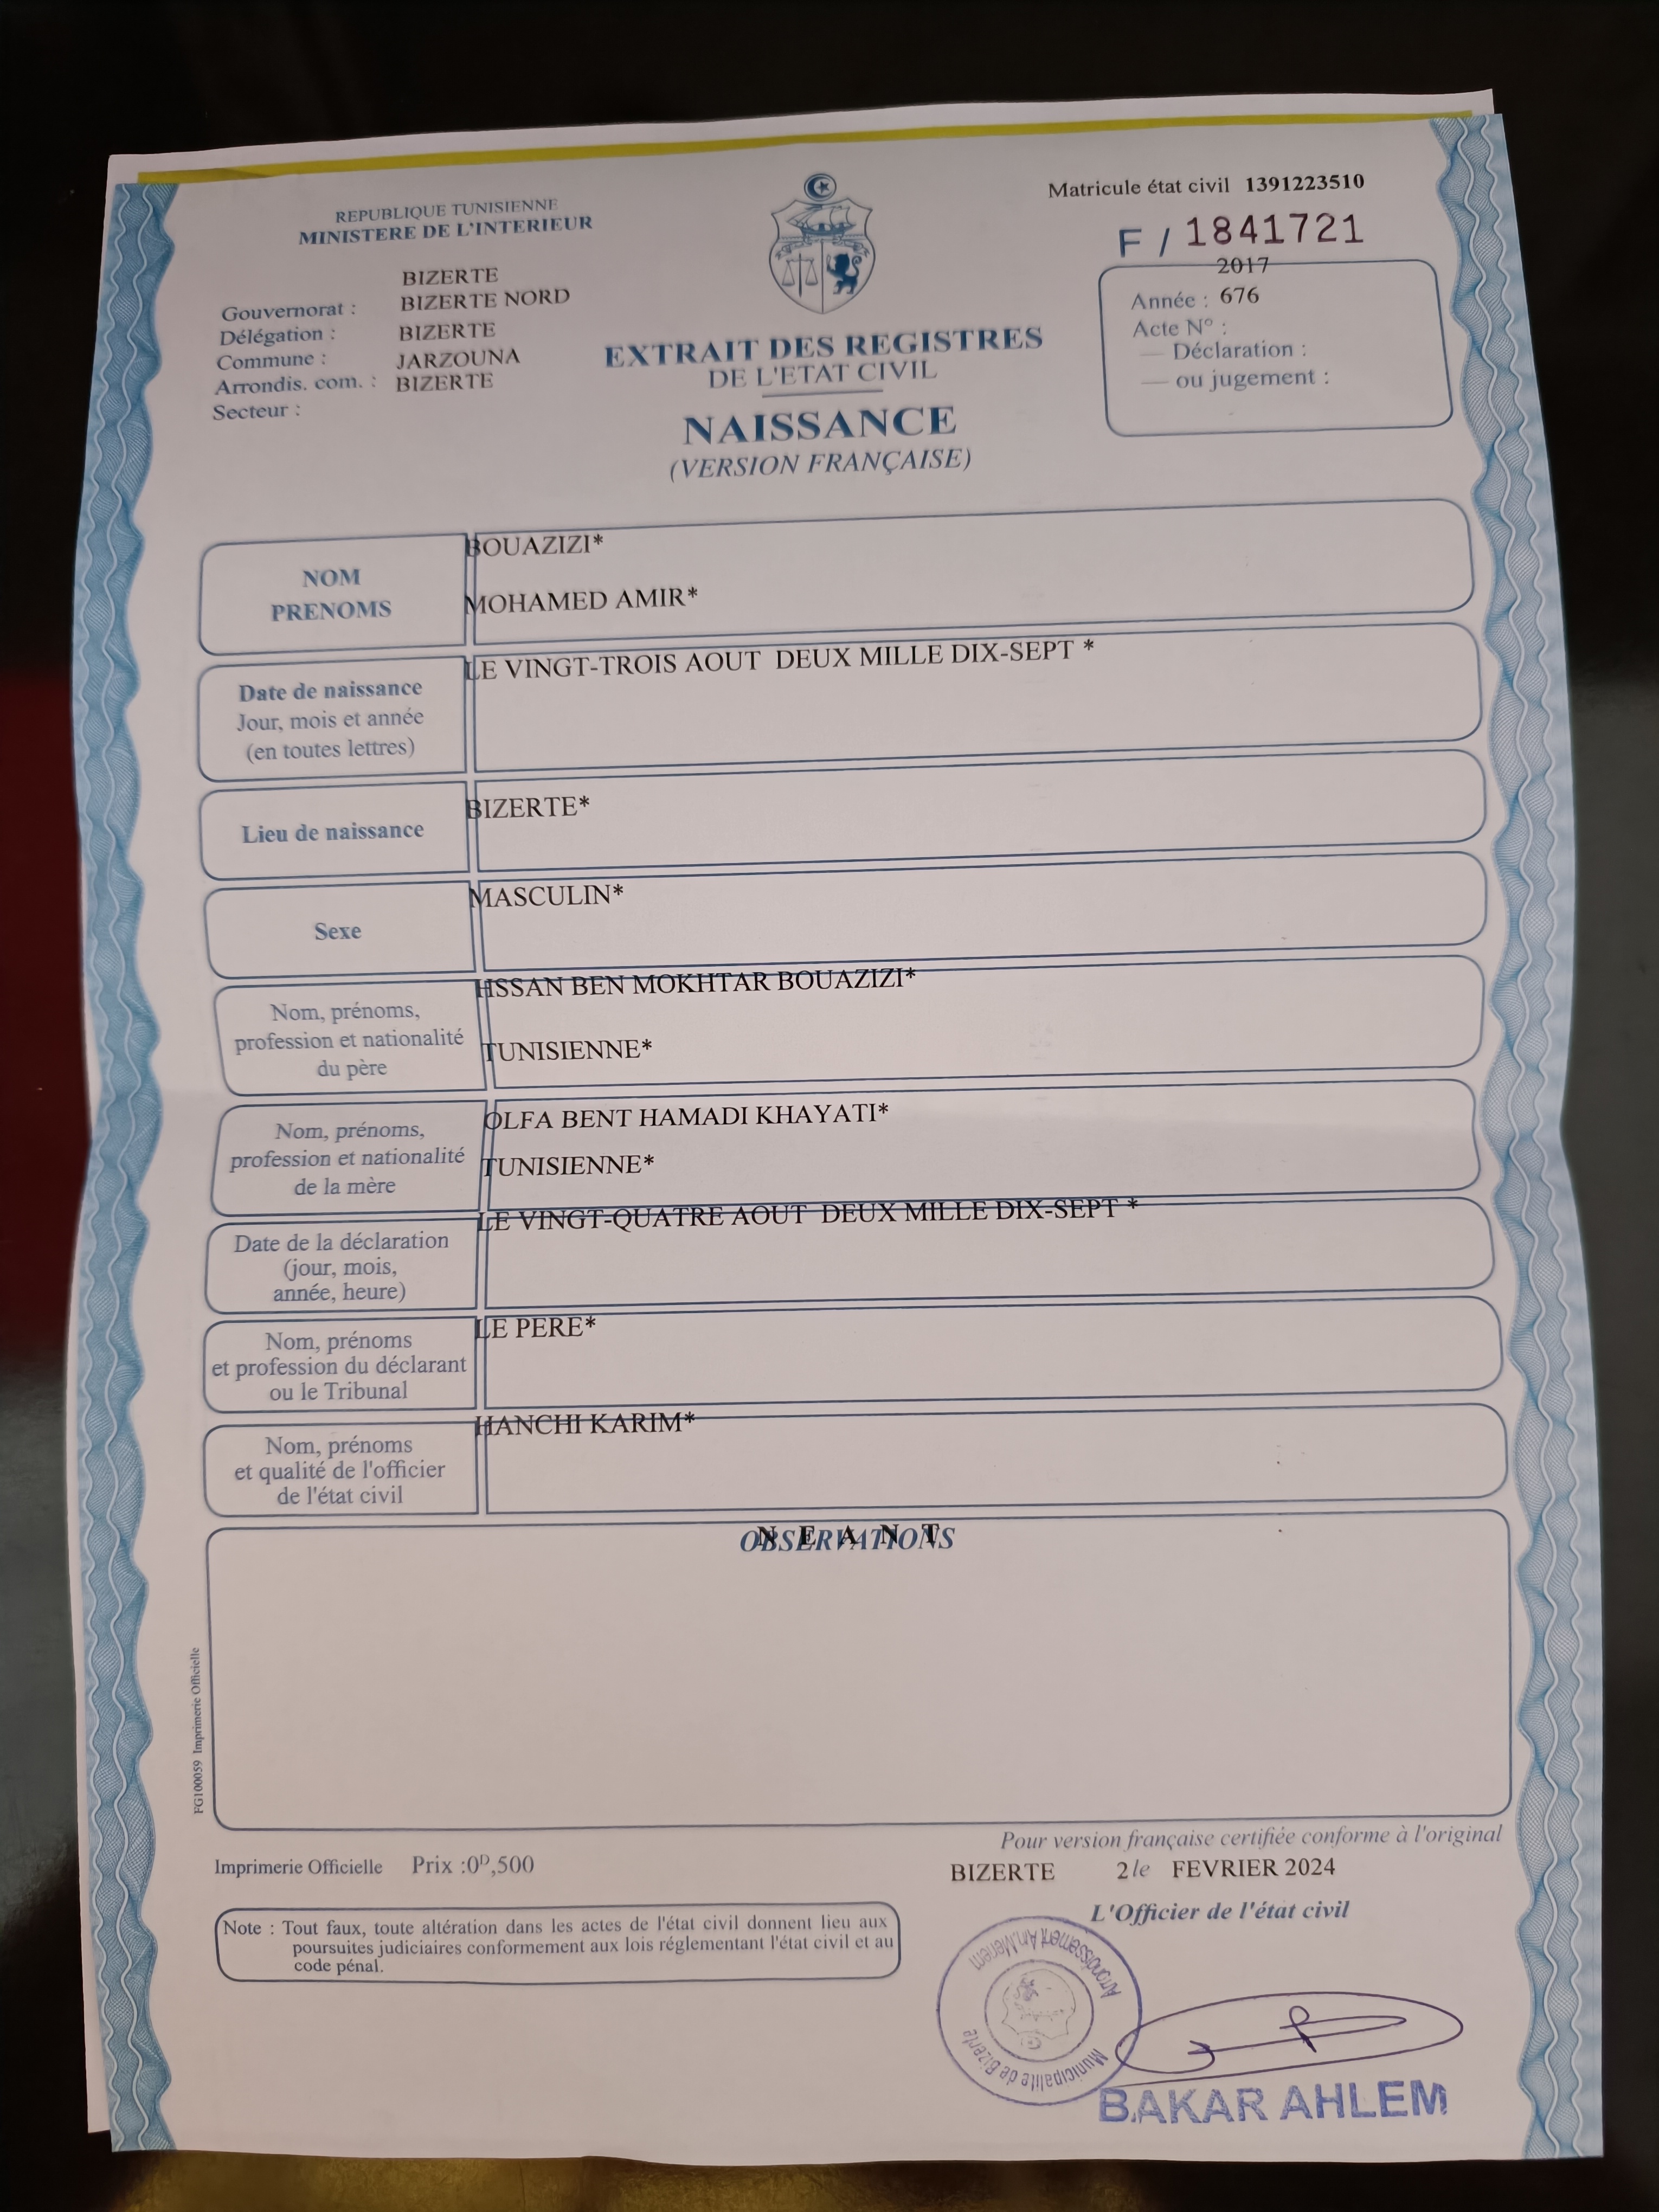 REPUBLIQUE TUNISIENNE
MINISTERE DE L'INTERIEUR
Matricule état civil 1391223510
F / 1841721
BIZERTE
Gouvernorat : BIZERTE NORD
Délégation : BIZERTE
Commune : JARZOUNA
Arrondis. com. : BIZERTE
Secteur :
2017
Année : 676
Acte N° :
— Déclaration :
— ou jugement :
EXTRAIT DES REGISTRES
DE L'ETAT CIVIL
NAISSANCE
(VERSION FRANÇAISE)
NOM
PRENOMS
BOUAZIZI*
MOHAMED AMIR*
Date de naissance
Jour, mois et année
(en toutes lettres)
LE VINGT-TROIS AOUT DEUX MILLE DIX-SEPT *
Lieu de naissance
BIZERTE*
Sexe
MASCULIN*
Nom, prénoms,
profession et nationalité
du père
HSSAN BEN MOKHTAR BOUAZIZI*
TUNISIENNE*
Nom, prénoms,
profession et nationalité
de la mère
OLFA BENT HAMADI KHAYATI*
TUNISIENNE*
Date de la déclaration
(jour, mois,
année, heure)
LE VINGT-QUATRE AOUT DEUX MILLE DIX-SEPT *
Nom, prénoms
et profession du déclarant
ou le Tribunal
LE PERE*
Nom, prénoms
et qualité de l'officier
de l'état civil
HANCHI KARIM*
OBSERVATIONS
N E A N T
FG100059 Imprimerie Officielle
Pour version française certifiée conforme à l'original
Imprimerie Officielle Prix :0D,500
BIZERTE 2 le FEVRIER 2024
L'Officier de l'état civil
Note : Tout faux, toute altération dans les actes de l'état civil donnent lieu aux
poursuites judiciaires conformement aux lois réglementant l'état civil et au
code pénal.
Municipalite de Bizerte
Arrondissement An.Meriem
BAKAR AHLEM